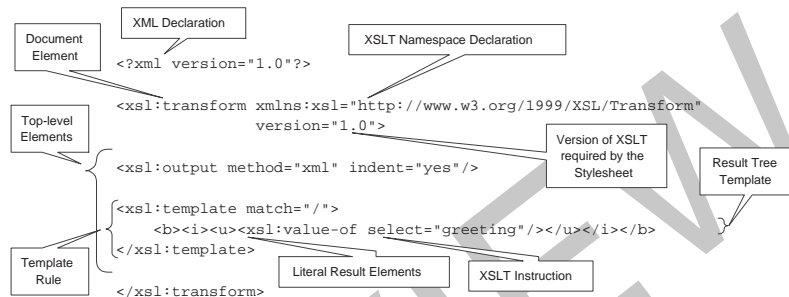 XML Declaration
Document
Element
XSLT Namespace Declaration
<?xml version="1.0"?>
<xsl:transform xmlns:xsl="http://www.w3.org/1999/XSL/Transform"
version="1.0">
Top-level
Elements
Version of XSLT
required by the
Stylesheet
<xsl:output method="xml" indent="yes"/>
Result Tree
Template
<xsl:template match="/">
<b><i><u><xsl:value-of select="greeting"/></u></i></b>
</xsl:template>
Template
Rule
Literal Result Elements
XSLT Instruction
</xsl:transform>